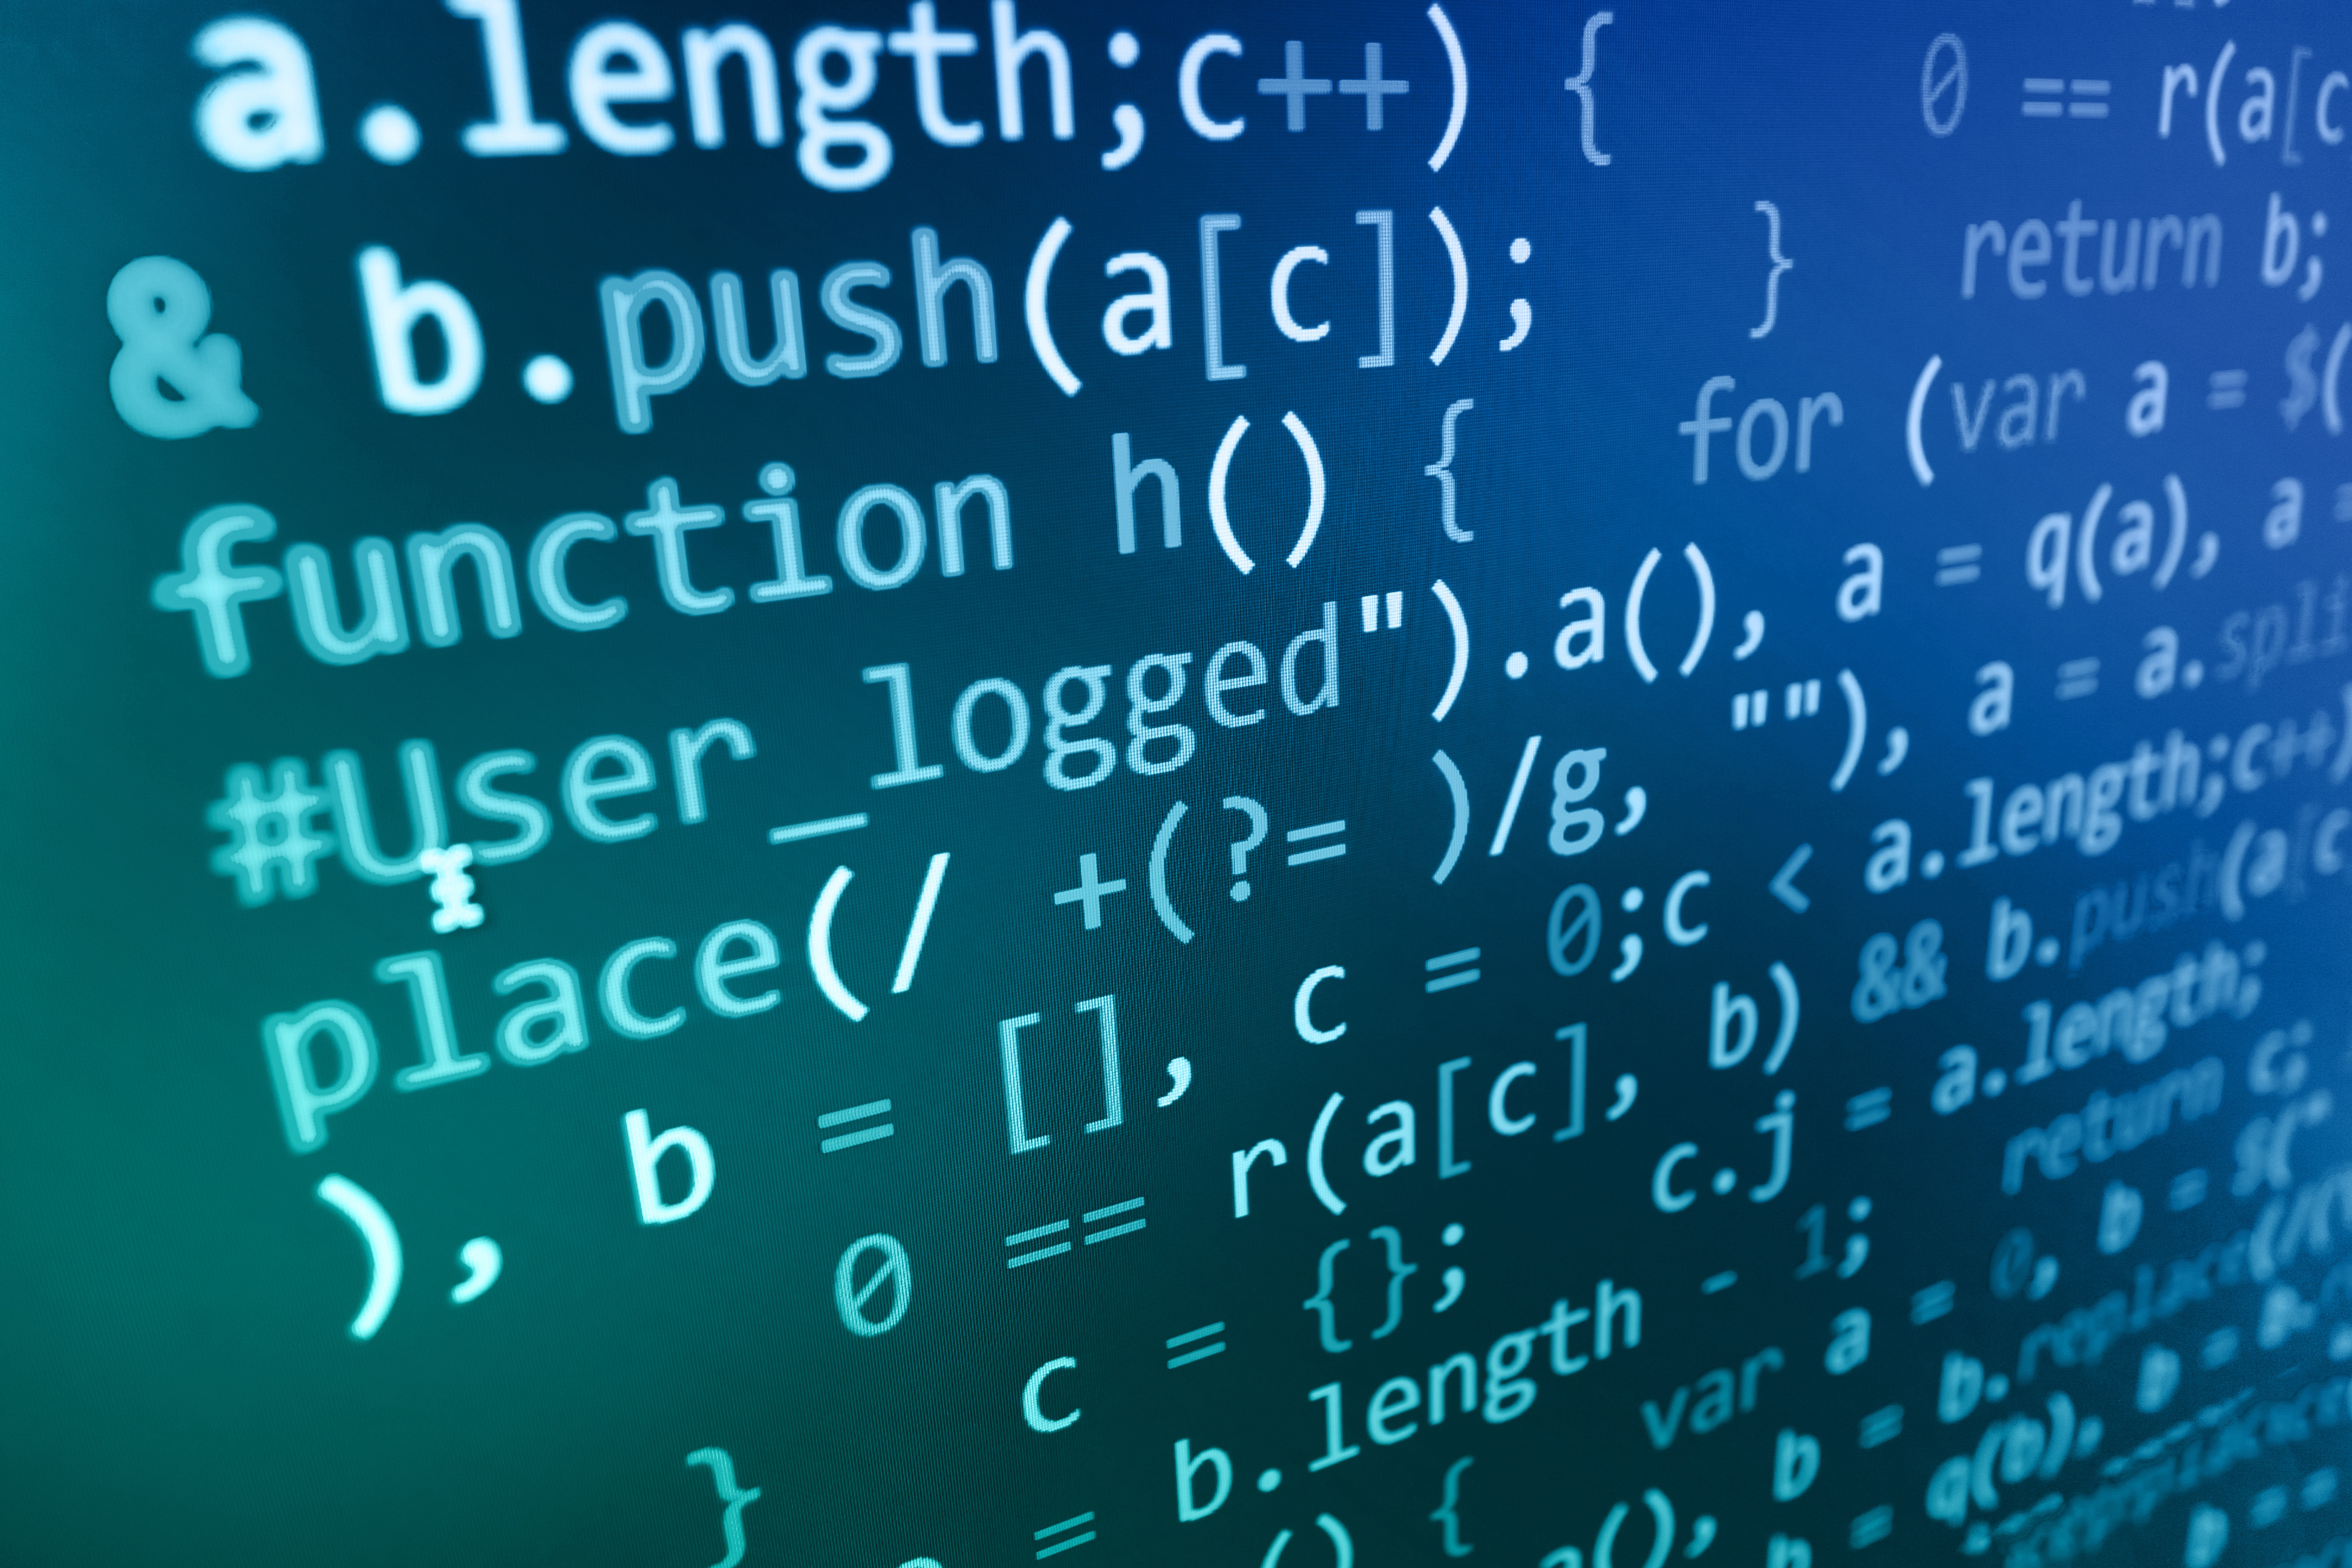 a.length;c++) { 0 == r(a[c
& b.push(a[c]); } return b;
function h() { for (var a = $(
#User_logged").a(), a = q(a), a =
place(/ +(?= )/g, ""), a = a.split
), b = [], c = 0;c < a.length;c++)
0 == r(a[c], b) && b.push(a[c
} c = {}; c.j = a.length;
= b.length - 1; return c;
() { var a = 0, b = $(
a(), b = b.replace(
= q(b), b =
b ==